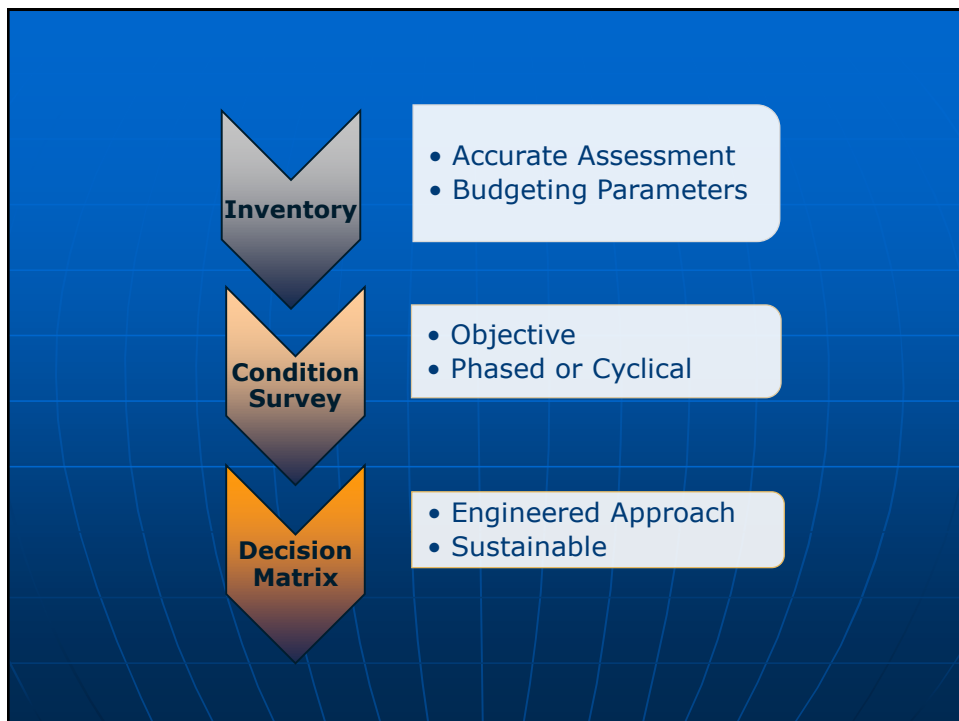 Inventory
• Accurate Assessment
• Budgeting Parameters
Condition
Survey
• Objective
• Phased or Cyclical
Decision
Matrix
• Engineered Approach
• Sustainable